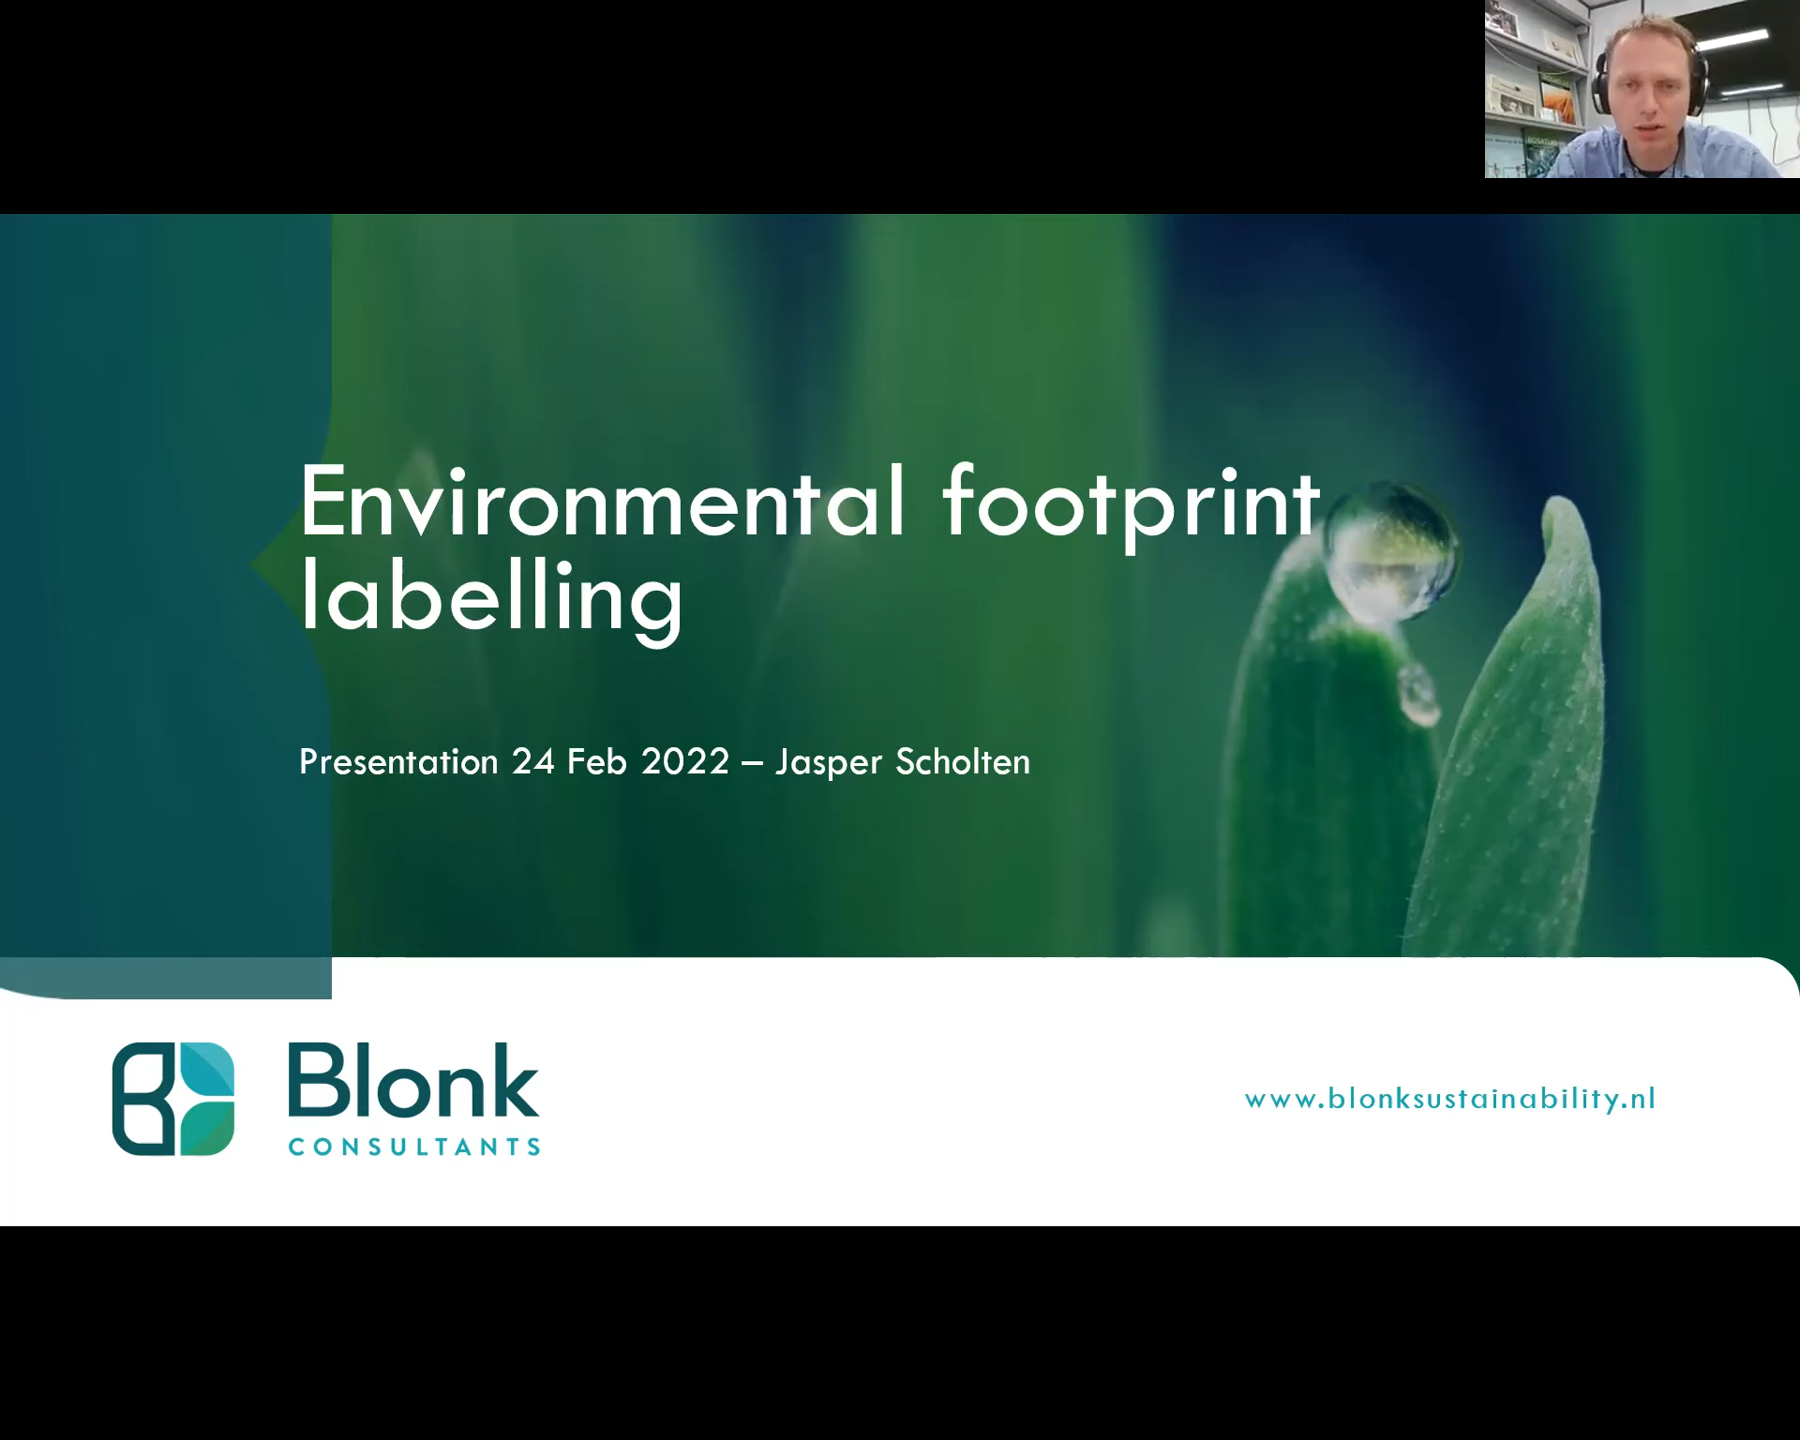 Environmental footprint
labelling
Presentation 24 Feb 2022 – Jasper Scholten
Blonk
CONSULTANTS
www.blonksustainability.nl